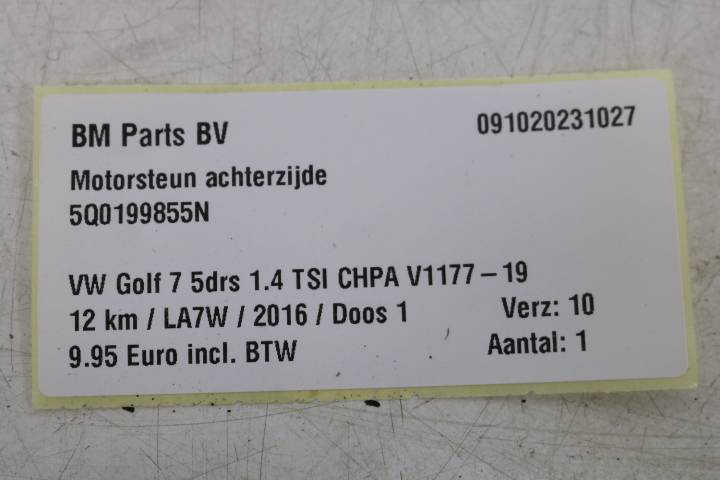 BM Parts BV 091020231027
Motorsteun achterzijde
5Q0199855N
VW Golf 7 5drs 1.4 TSI CHPA V1177-19
12 km / LA7W / 2016 / Doos 1 Verz: 10
9.95 Euro incl. BTW Aantal: 1